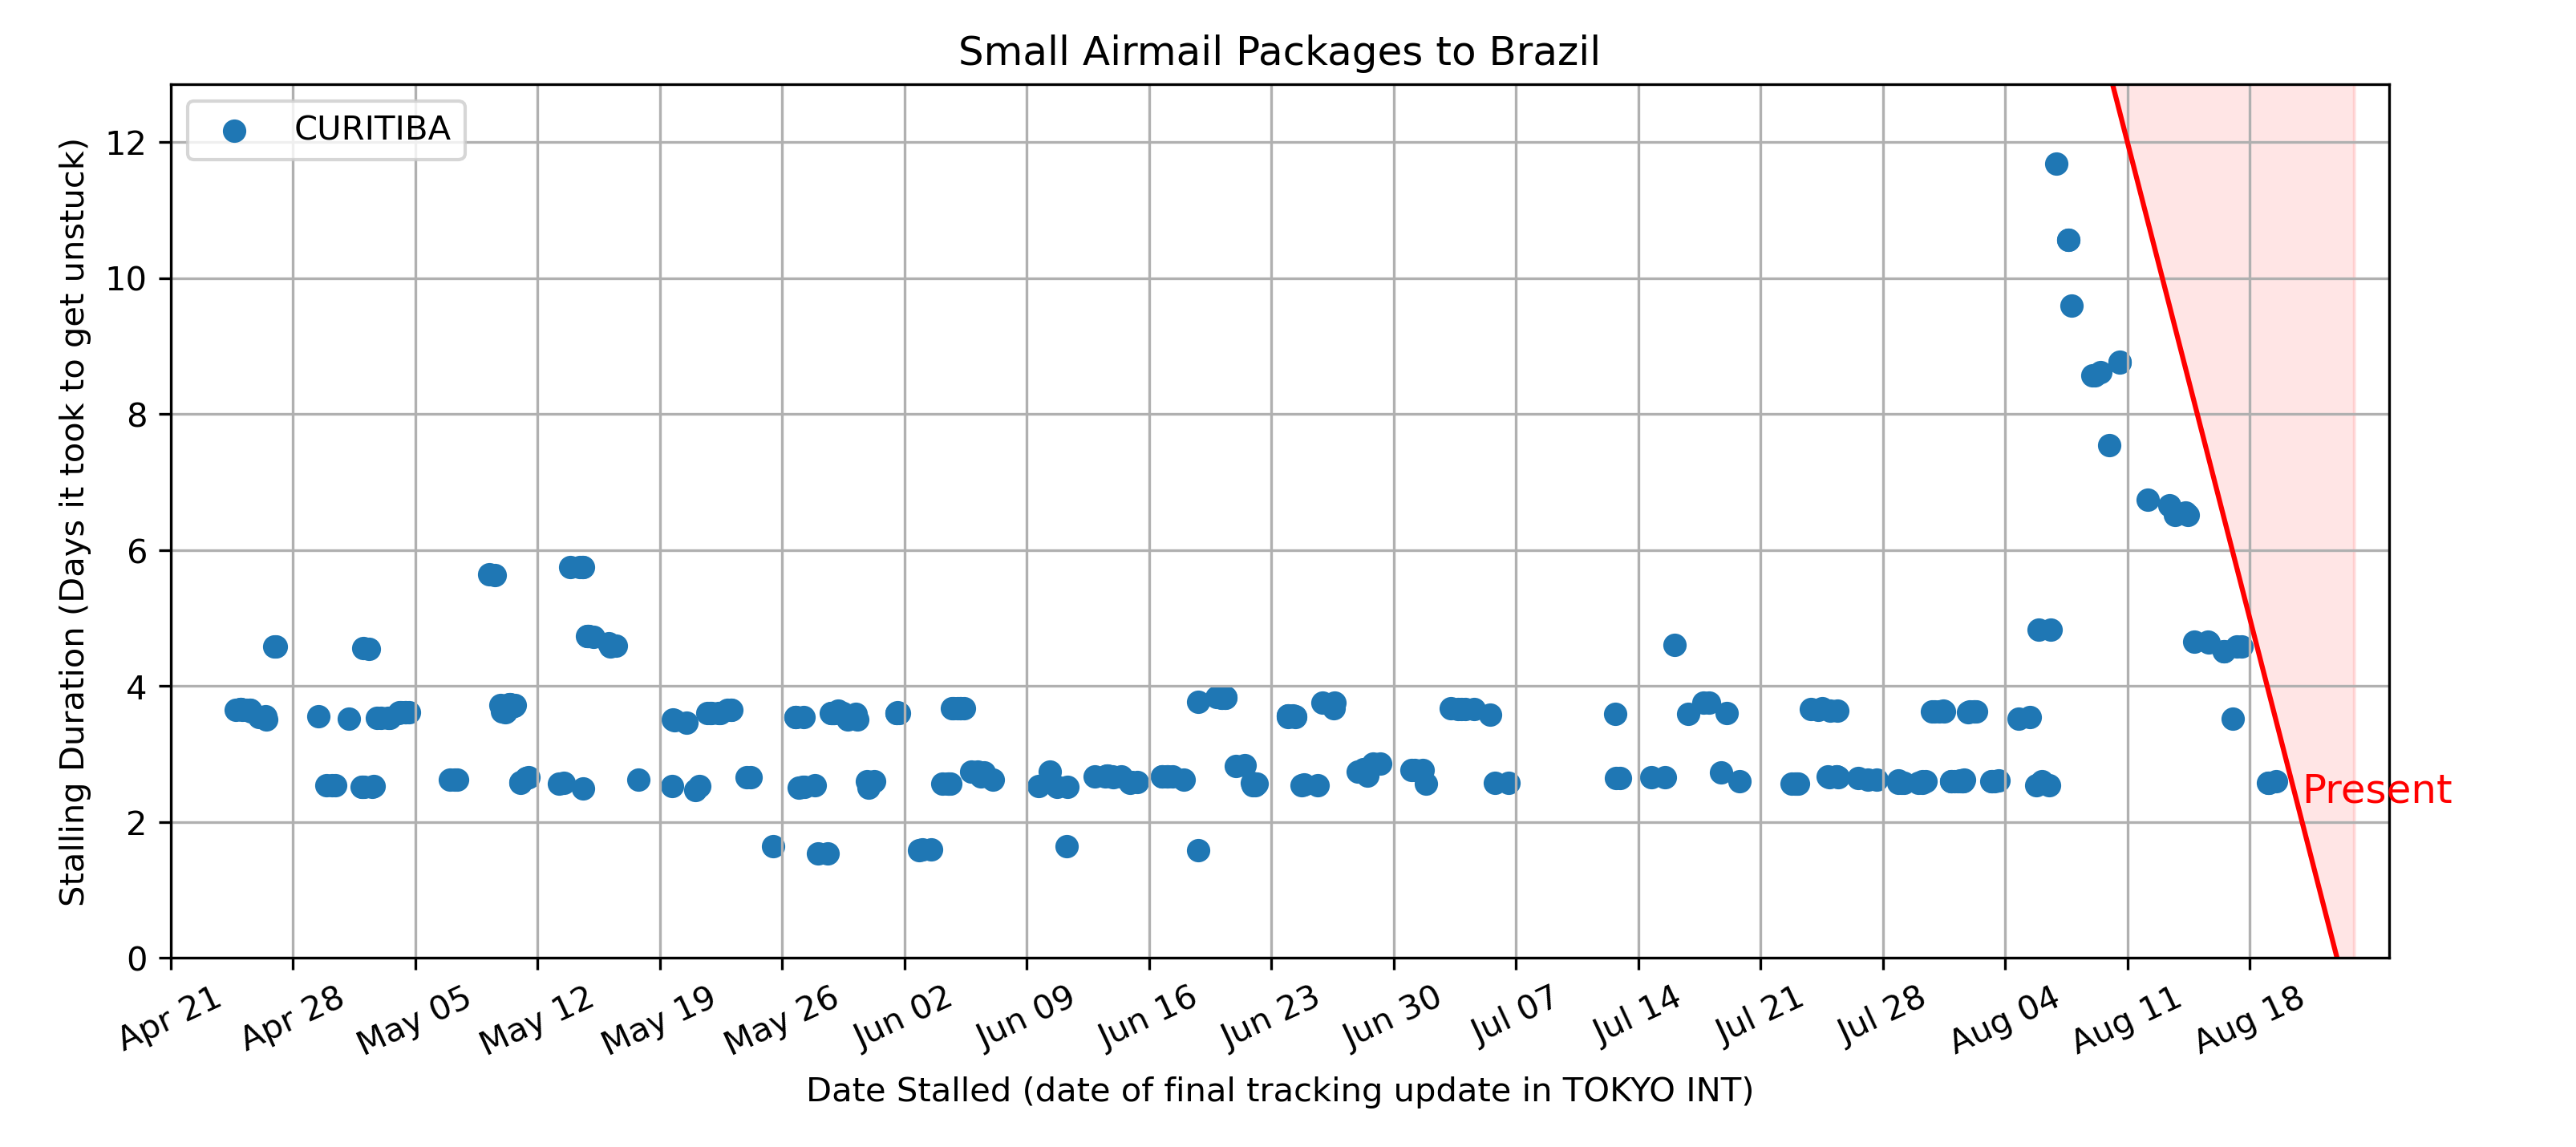 Small Airmail Packages to Brazil
CURITIBA
Stalling Duration (Days it took to get unstuck)
12
10
8
6
4
2
0
Present
Apr 21
Apr 28
May 05
May 12
May 19
May 26
Jun 02
Jun 09
Jun 16
Jun 23
Jun 30
Jul 07
Jul 14
Jul 21
Jul 28
Aug 04
Aug 11
Aug 18
Date Stalled (date of final tracking update in TOKYO INT)